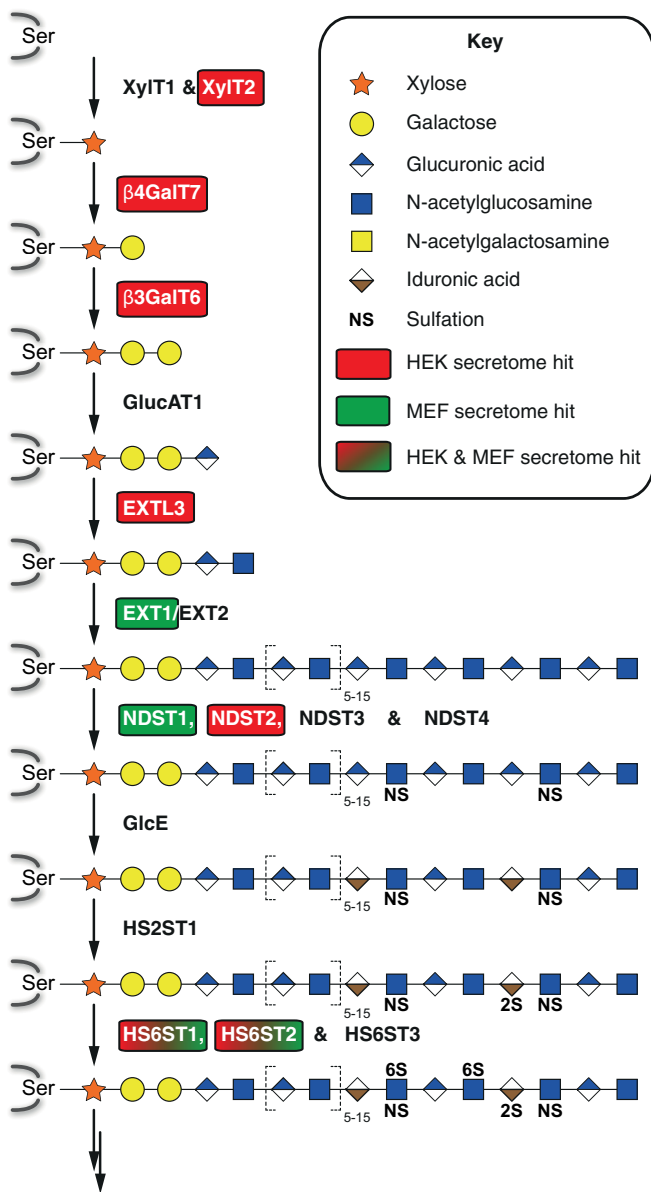 Ser
XylT1 & XylT2
Ser
β4GalT7
Ser
β3GalT6
Ser
GlucAT1
Ser
EXTL3
Ser
EXT1/EXT2
Ser
5-15
NDST1, NDST2, NDST3 & NDST4
Ser
5-15 NS NS
GlcE
Ser
5-15 NS NS
HS2ST1
Ser
5-15 NS 2S NS
HS6ST1, HS6ST2 & HS6ST3
6S 6S
Ser
5-15 NS 2S NS
Key
Xylose
Galactose
Glucuronic acid
N-acetylglucosamine
N-acetylgalactosamine
Iduronic acid
NS Sulfation
HEK secretome hit
MEF secretome hit
HEK & MEF secretome hit